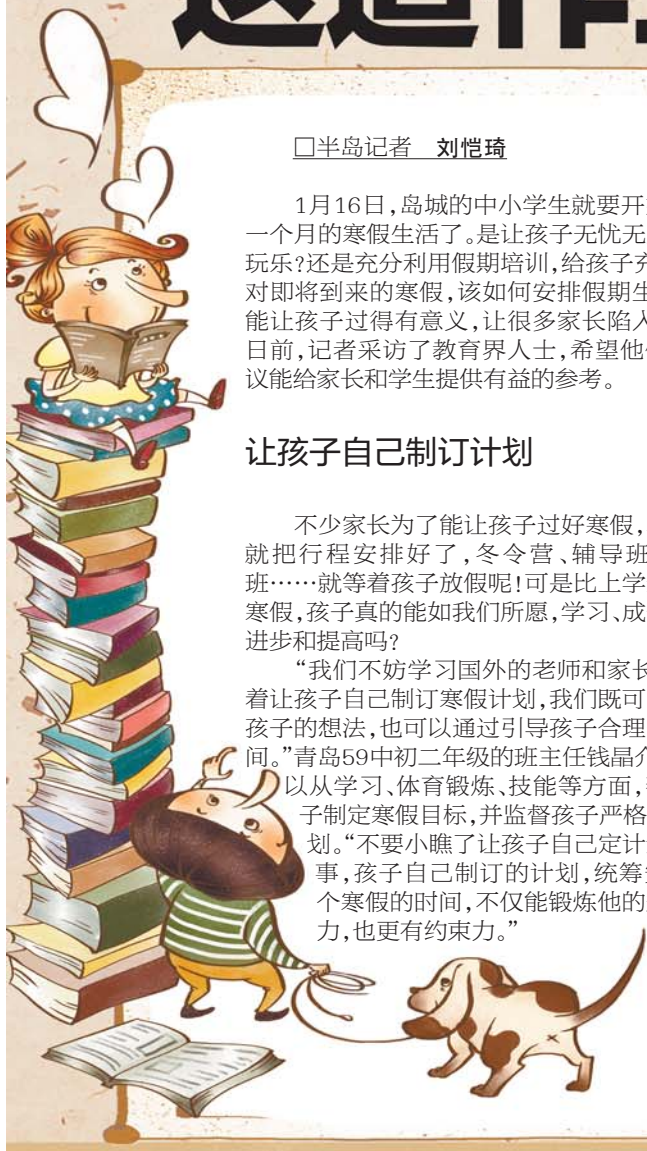 □半岛记者 刘恺琦
1月16日，岛城的中小学生就要开
一个月的寒假生活了。是让孩子无忧无
玩乐？还是充分利用假期培训，给孩子充
对即将到来的寒假，该如何安排假期生
能让孩子过得有意义，让很多家长陷入
日前，记者采访了教育界人士，希望他
议能给家长和学生提供有益的参考。
让孩子自己制订计划
不少家长为了能让孩子过好寒假，
就把行程安排好了，冬令营、辅导班
班……就等着孩子放假呢！可是比上学
寒假，孩子真的能如我们所愿，学习、成
进步和提高吗？
“我们不妨学习国外的老师和家长
着让孩子自己制订寒假计划，我们既可
孩子的想法，也可以通过引导孩子合理
间。”青岛59中初二年级的班主任钱晶介
以从学习、体育锻炼、技能等方面，
子制定寒假目标，并监督孩子严格
划。“不要小瞧了让孩子自己定计
事，孩子自己制订的计划，统筹
个寒假的时间，不仅能锻炼他的
力，也更有约束力。”